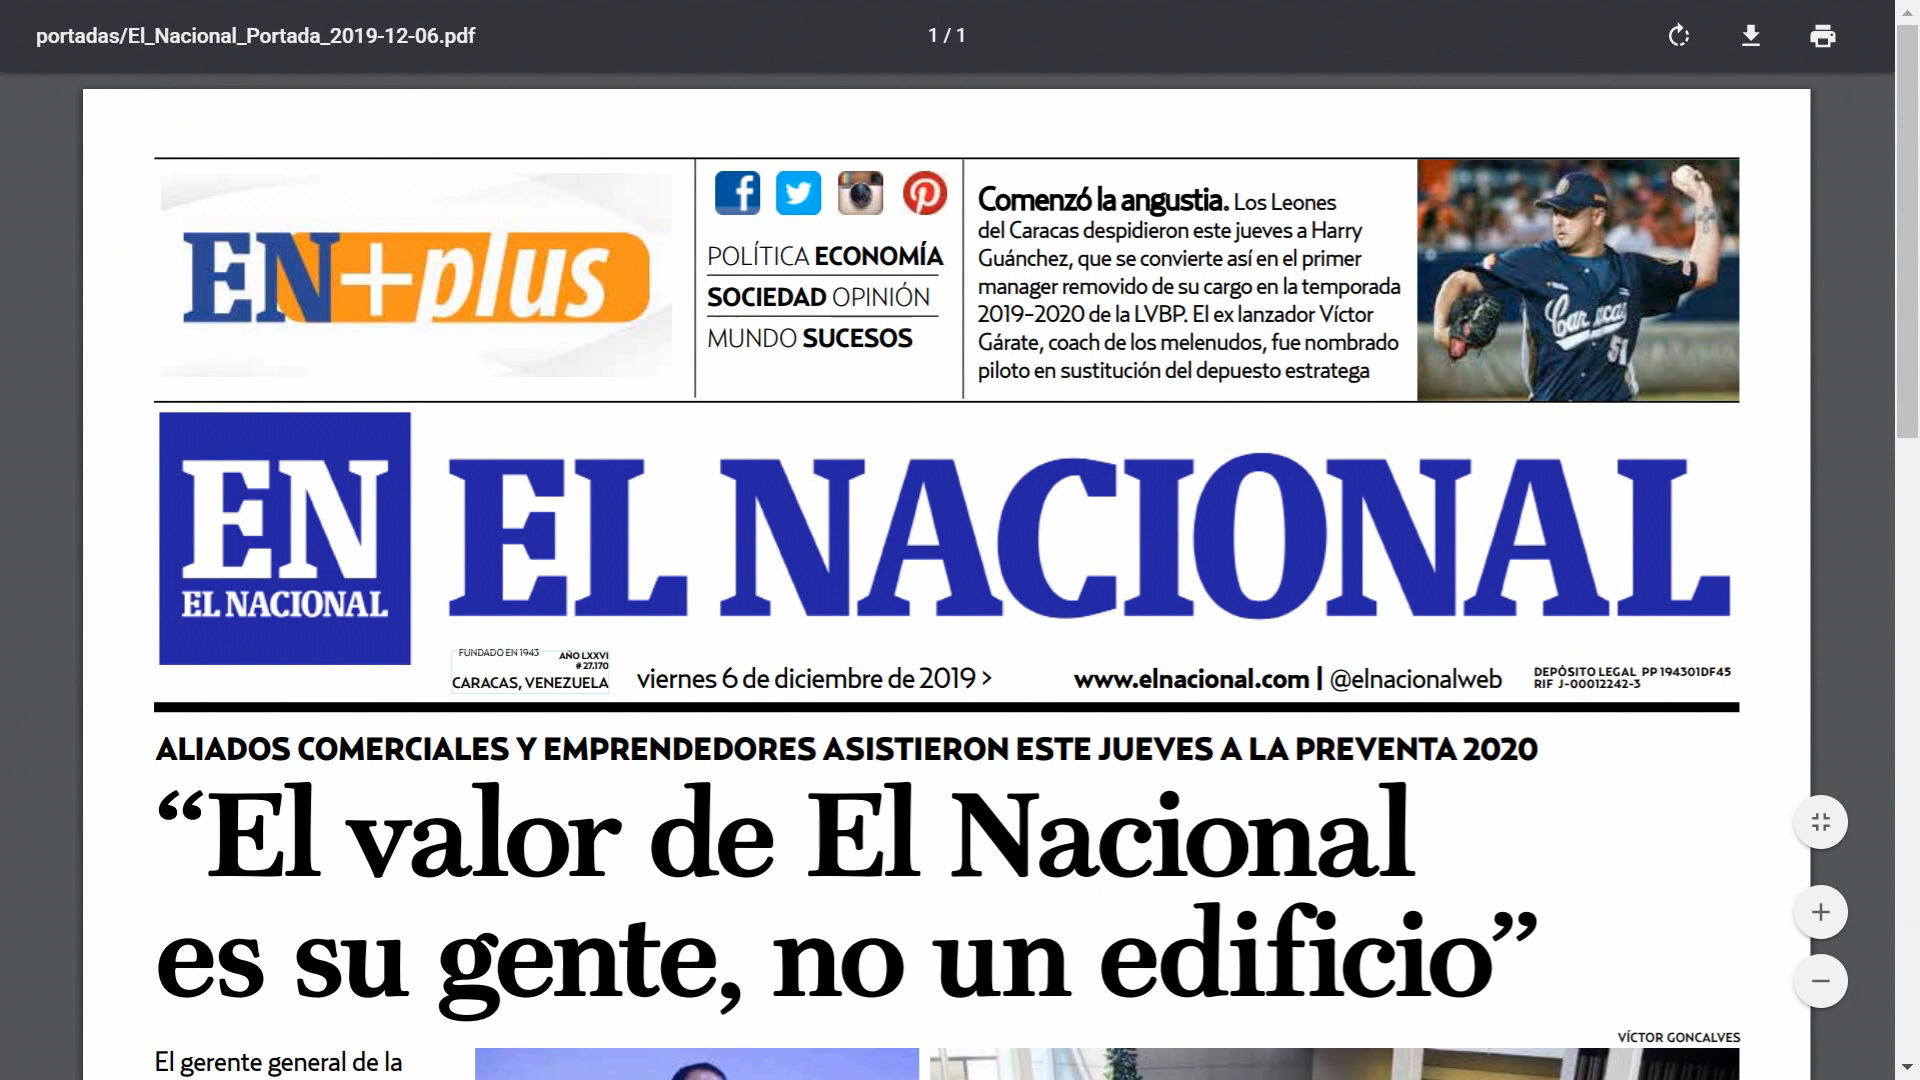 portadas/El_Nacional_Portada_2019-12-06.pdf
1 / 1
EN+plus
POLÍTICA ECONOMÍA
SOCIEDAD OPINIÓN
MUNDO SUCESOS
Comenzó la angustia. Los Leones
del Caracas despidieron este jueves a Harry
Guánchez, que se convierte así en el primer
manager removido de su cargo en la temporada
2019-2020 de la LVBP. El ex lanzador Víctor
Gárate, coach de los melenudos, fue nombrado
piloto en sustitución del depuesto estratega
Caracas
51
EN
EL NACIONAL
EL NACIONAL
FUNDADO EN 1943
AÑO LXXVI
# 27.170
CARACAS, VENEZUELA
viernes 6 de diciembre de 2019 >
www.elnacional.com | @elnacionalweb
DEPÓSITO LEGAL PP 194301DF45
RIF J-00012242-3
ALIADOS COMERCIALES Y EMPRENDEDORES ASISTIERON ESTE JUEVES A LA PREVENTA 2020
“El valor de El Nacional
es su gente, no un edificio”
VÍCTOR GONCALVES
El gerente general de la